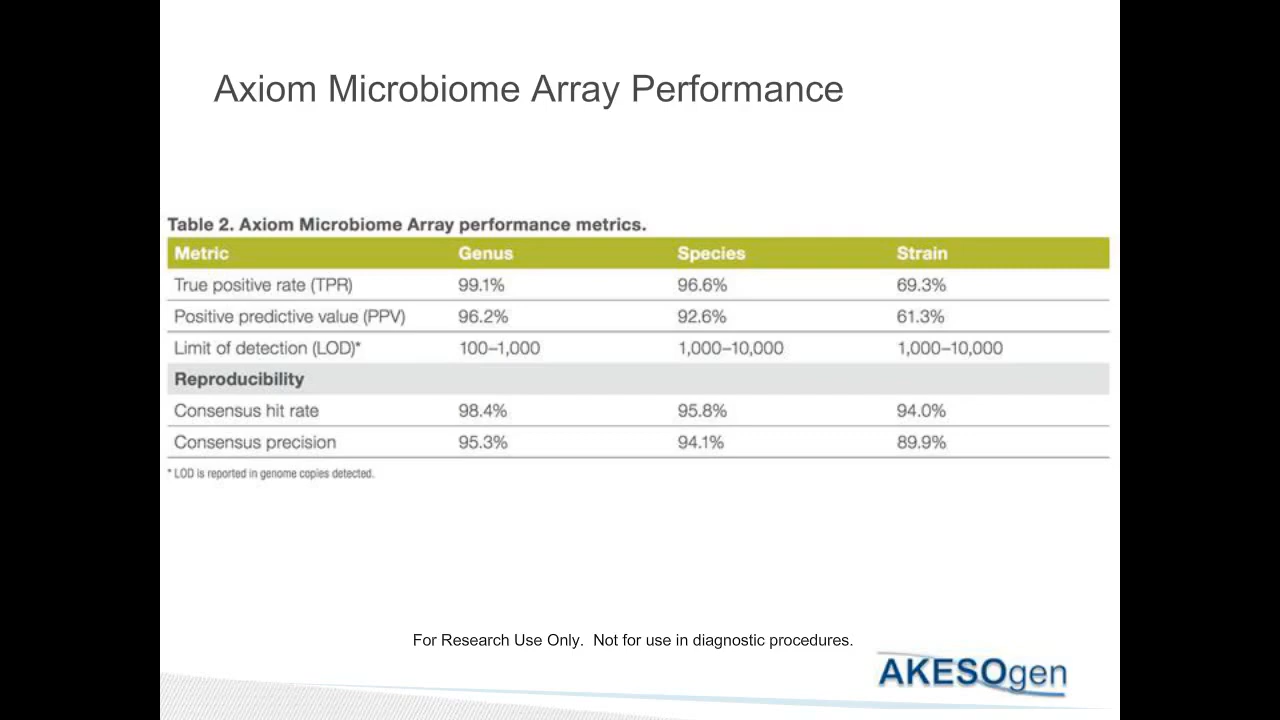 Axiom Microbiome Array Performance
Table 2. Axiom Microbiome Array performance metrics.
Metric Genus Species Strain
True positive rate (TPR) 99.1% 96.6% 69.3%
Positive predictive value (PPV) 96.2% 92.6% 61.3%
Limit of detection (LOD)* 100–1,000 1,000–10,000 1,000–10,000
Reproducibility
Consensus hit rate 98.4% 95.8% 94.0%
Consensus precision 95.3% 94.1% 89.9%
* LOD is reported in genome copies detected.
For Research Use Only.  Not for use in diagnostic procedures.
AKESOgen